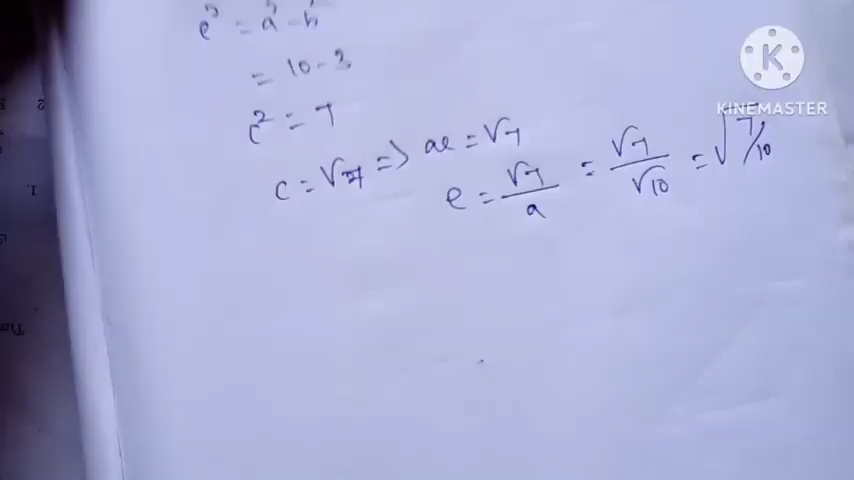 c² = a² - b²
= 10 - 3
c² = 7
c = √7 => ae = √7
e = √7/a = √7/√10 = √7/10
KINEMASTER